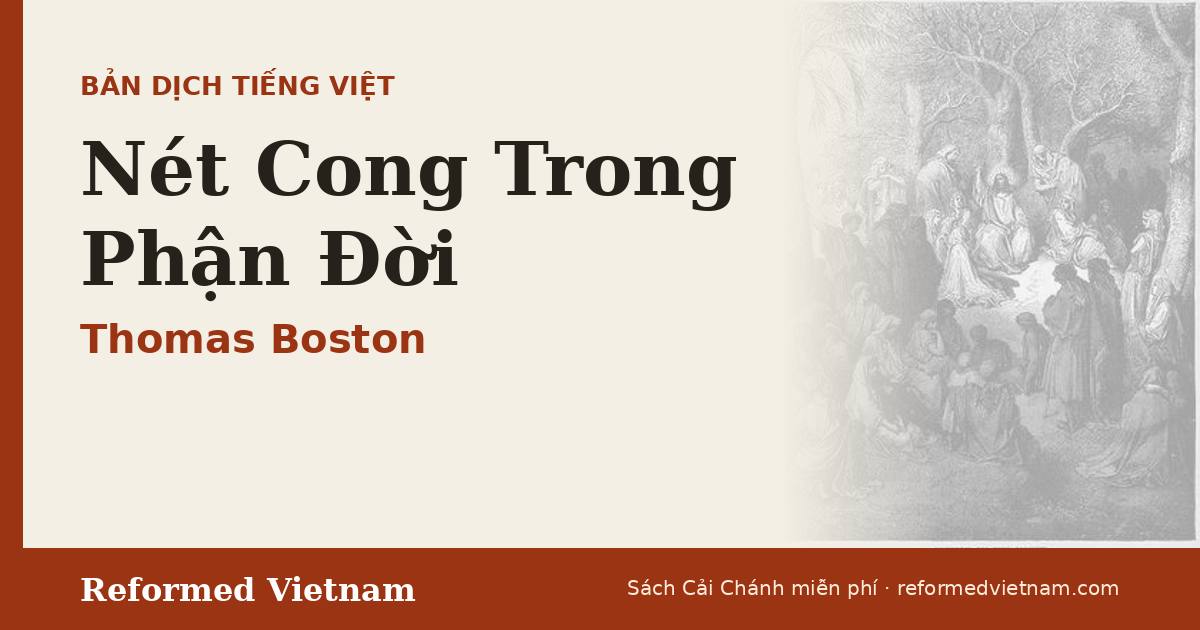 BẢN DỊCH TIẾNG VIỆT
Nét Cong Trong
Phận Đời
Thomas Boston
Reformed Vietnam
Sách Cải Chánh miễn phí · reformedvietnam.com